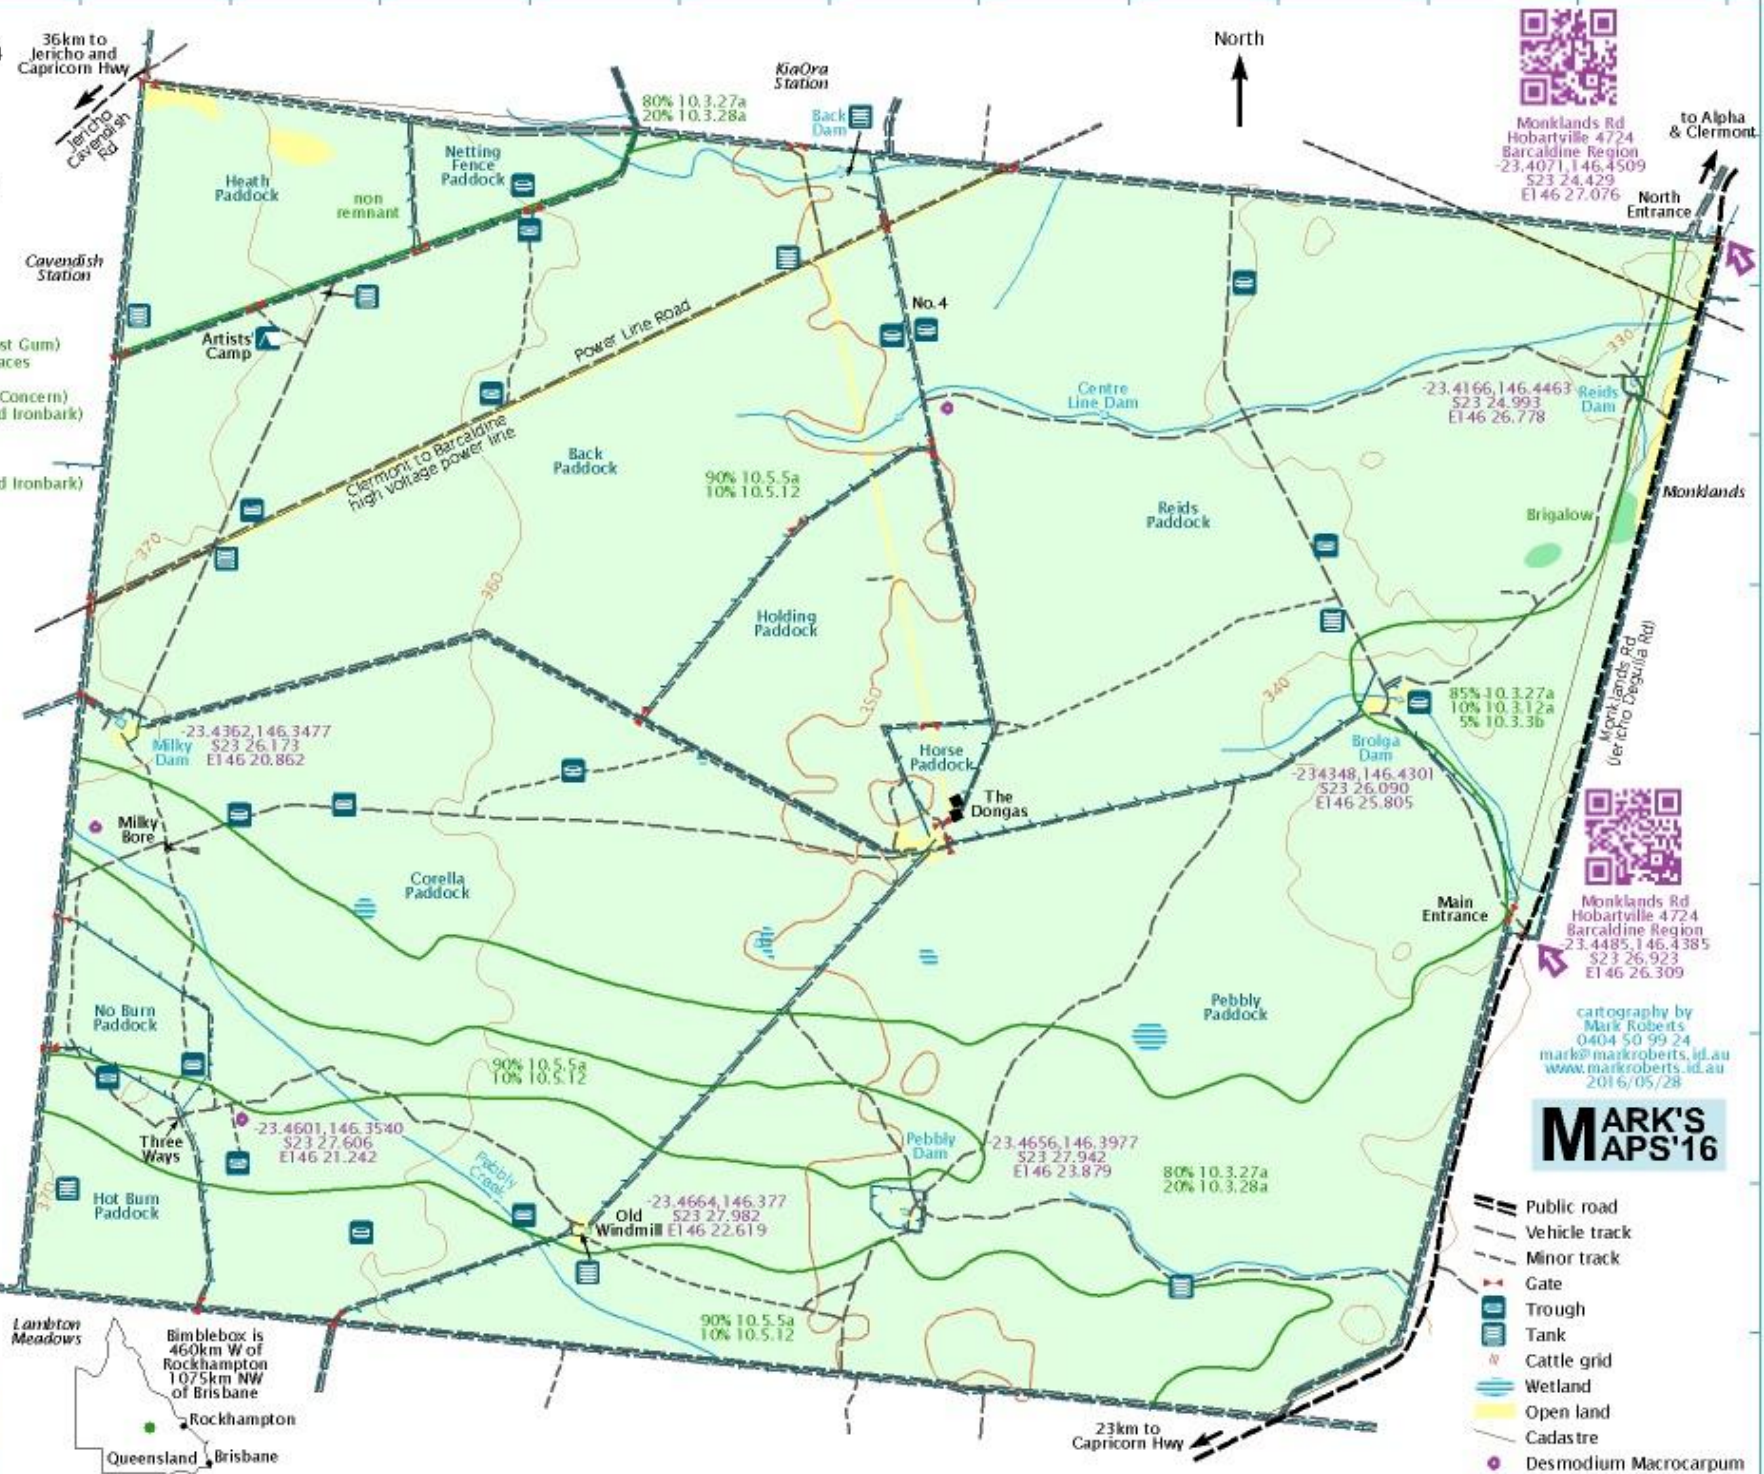 36km to
Jericho and
Capricorn Hwy
Jericho
Cavendish
Rd
North
KiaOra
Station
Back
Dam
80% 10.3.27a
20% 10.3.28a
Monklands Rd
Hobartville 4724
Barcaldine Region
-23.4071,146.4509
S23 24.429
E146 27.076
to Alpha
& Clermont
North
Entrance
Netting
Fence
Paddock
Heath
Paddock
non
remnant
Cavendish
Station
Artists'
Camp
st Gum)
aces
Concern)
d Ironbark)
d Ironbark)
Power Line Road
No.4
Clermont to Barcaldine
high voltage power line
Centre
Line Dam
330
-23.4166,146.4463
S23 24.993
E146 26.778
Reids
Dam
Back
Paddock
90% 10.5.5a
10% 10.5.12
Reids
Paddock
Brigalow
Monklands
370
360
Holding
Paddock
350
340
Monklands Rd
(Jericho Degulla Rd)
85% 10.3.27a
10% 10.3.12a
5% 10.3.3b
Brolga
Dam
-234348,146.4301
S23 26.090
E146 25.805
-23.4362,146.3477
S23 26.173
E146 20.862
Milky
Dam
Horse
Paddock
The
Dongas
Milky
Bore
Corella
Paddock
Main
Entrance
Monklands Rd
Hobartville 4724
Barcaldine Region
-23.4485,146.4385
S23 26.923
E146 26.309
No Burn
Paddock
Pebbly
Paddock
cartography by
Mark Roberts
0404 50 99 24
mark@markroberts.id.au
www.markroberts.id.au
2016/05/28
MARK'S
MAPS'16
90% 10.5.5a
10% 10.5.12
Three
Ways
-23.4601,146.3540
S23 27.606
E146 21.242
Pebbly
Creek
Pebbly
Dam
-23.4656,146.3977
S23 27.942
E146 23.879
80% 10.3.27a
20% 10.3.28a
370
Hot Burn
Paddock
Old
Windmill
-23.4664,146.377
S23 27.982
E146 22.619
90% 10.5.5a
10% 10.5.12
Public road
Vehicle track
Minor track
Gate
Trough
Tank
Cattle grid
Wetland
Open land
Cadastre
Desmodium Macrocarpum
Lambton
Meadows
Bimblebox is
460km W of
Rockhampton
1075km NW
of Brisbane
Rockhampton
Queensland
Brisbane
23km to
Capricorn Hwy